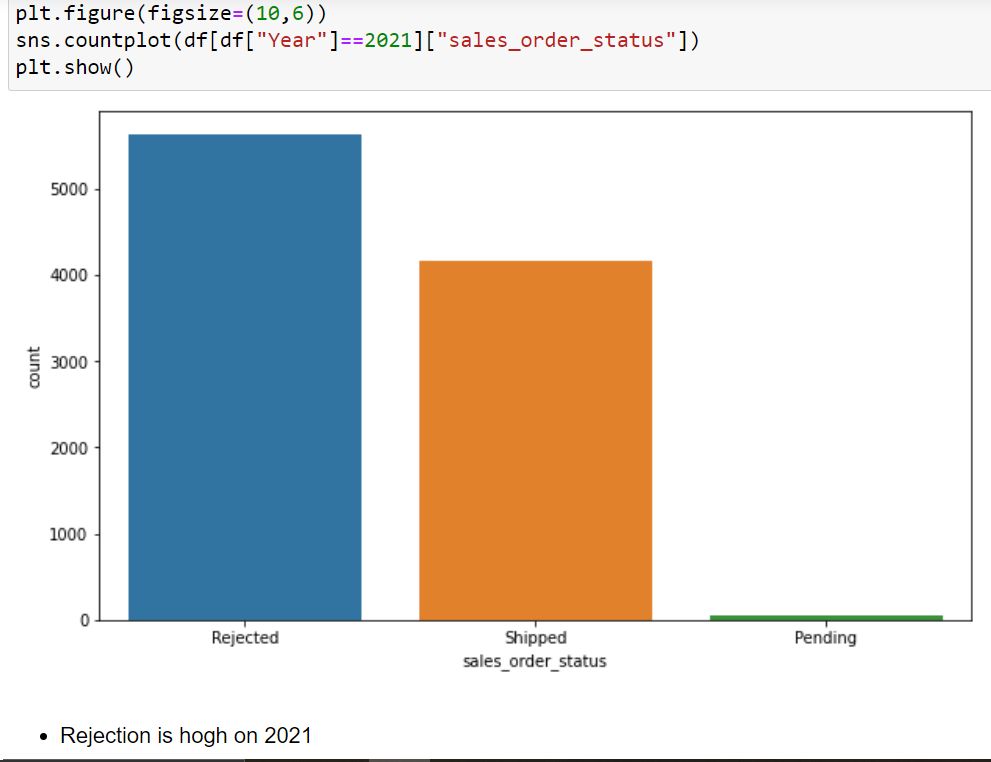 plt.figure(figsize=(10,6))
sns.countplot(df[df["Year"]==2021]["sales_order_status"])
plt.show()
5000
4000
3000
2000
1000
0
count
Rejected Shipped Pending
sales_order_status
• Rejection is hogh on 2021